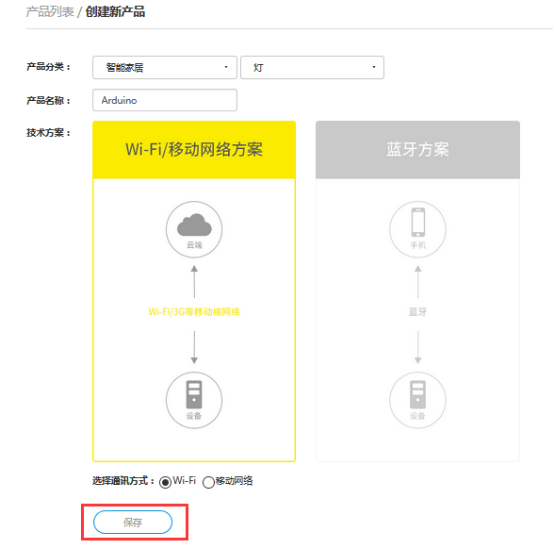 产品列表 / 创建新产品
产品分类： 智能家居 灯
产品名称： Arduino
技术方案：
Wi-Fi/移动网络方案 蓝牙方案
云端 手机
Wi-Fi/3G等移动蜂网络 蓝牙
设备 设备
选择通讯方式： Wi-Fi 移动网络
保存